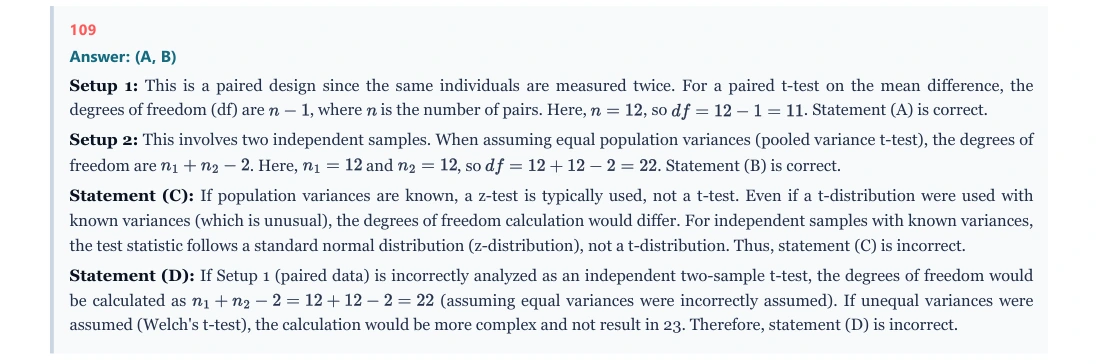 109
Answer: (A, B)
Setup 1: This is a paired design since the same individuals are measured twice. For a paired t-test on the mean difference, the
degrees of freedom (df) are n − 1, where n is the number of pairs. Here, n = 12, so df = 12 − 1 = 11. Statement (A) is correct.
Setup 2: This involves two independent samples. When assuming equal population variances (pooled variance t-test), the degrees of
freedom are n₁ + n₂ − 2. Here, n₁ = 12 and n₂ = 12, so df = 12 + 12 − 2 = 22. Statement (B) is correct.
Statement (C): If population variances are known, a z-test is typically used, not a t-test. Even if a t-distribution were used with
known variances (which is unusual), the degrees of freedom calculation would differ. For independent samples with known variances,
the test statistic follows a standard normal distribution (z-distribution), not a t-distribution. Thus, statement (C) is incorrect.
Statement (D): If Setup 1 (paired data) is incorrectly analyzed as an independent two-sample t-test, the degrees of freedom would
be calculated as n₁ + n₂ − 2 = 12 + 12 − 2 = 22 (assuming equal variances were incorrectly assumed). If unequal variances were
assumed (Welch's t-test), the calculation would be more complex and not result in 23. Therefore, statement (D) is incorrect.